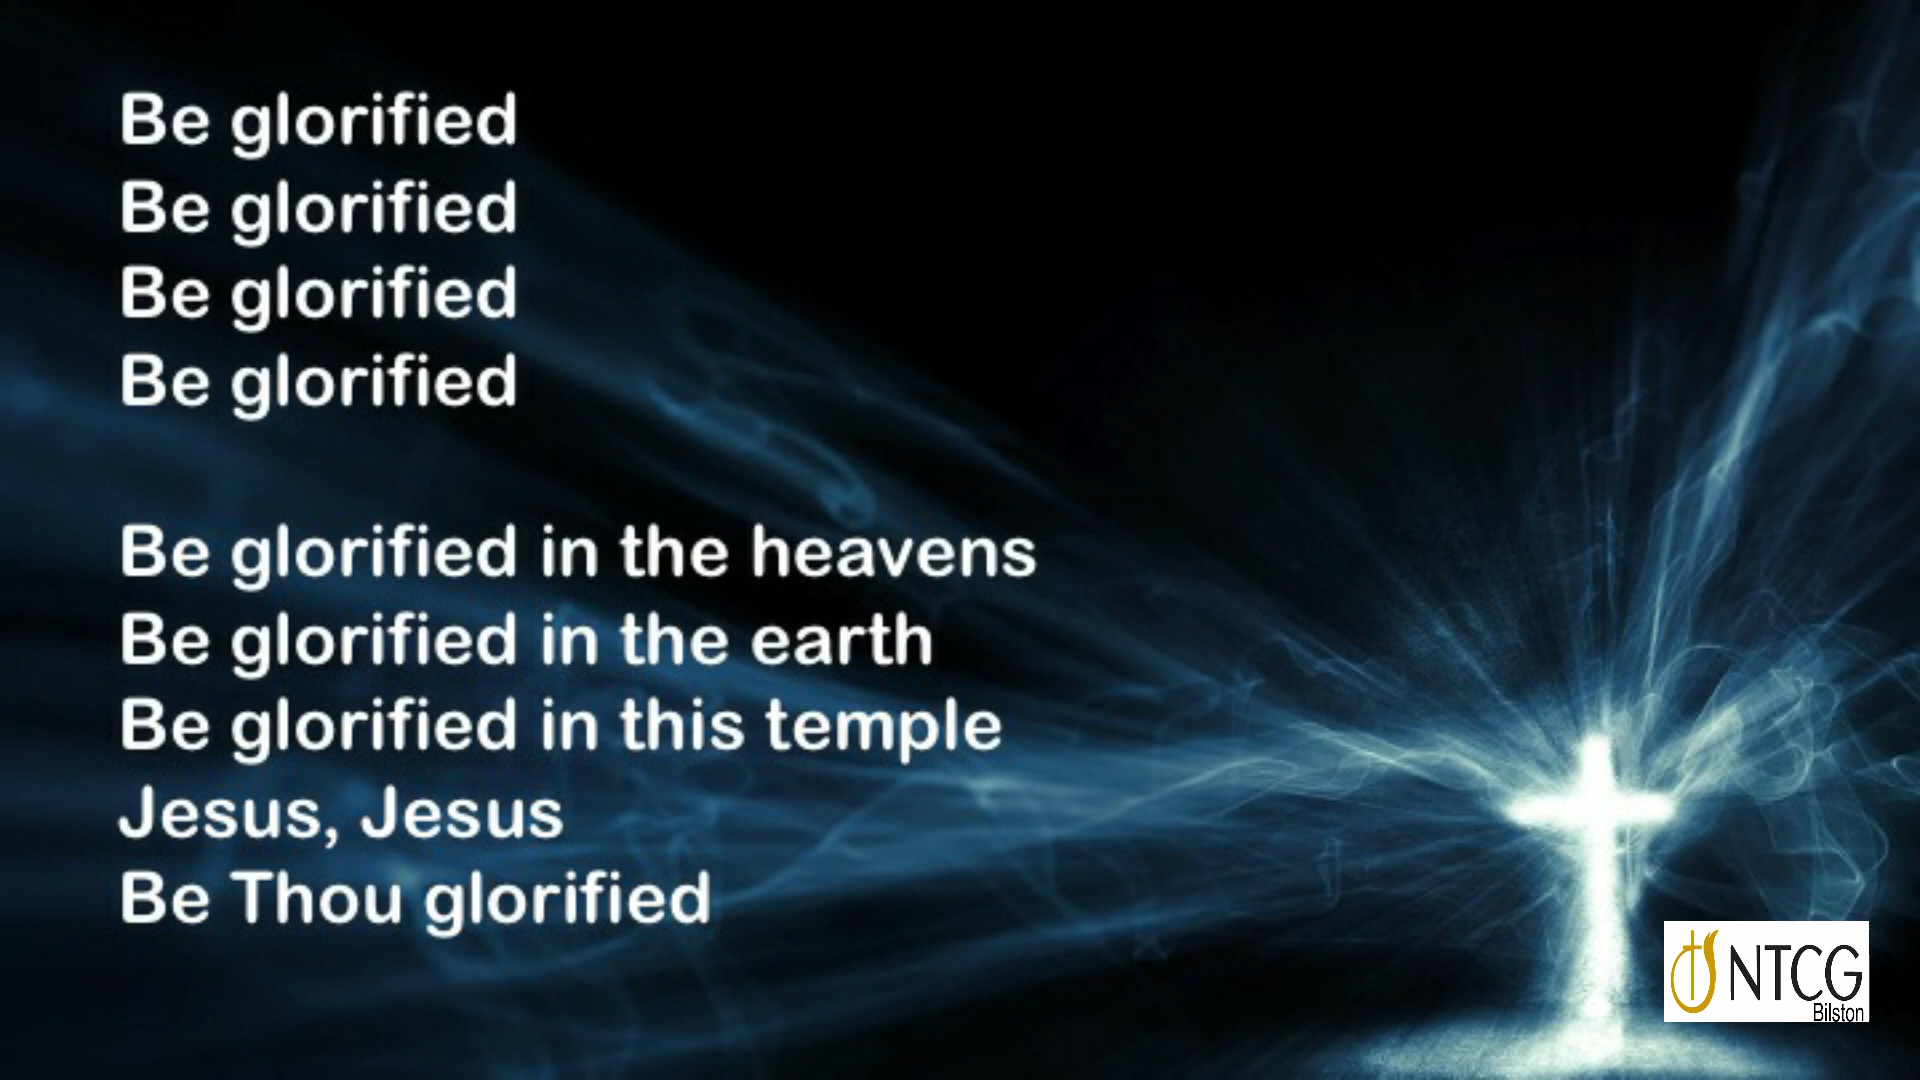 Be glorified
Be glorified
Be glorified
Be glorified
Be glorified in the heavens
Be glorified in the earth
Be glorified in this temple
Jesus, Jesus
Be Thou glorified
NTCG
Bilston